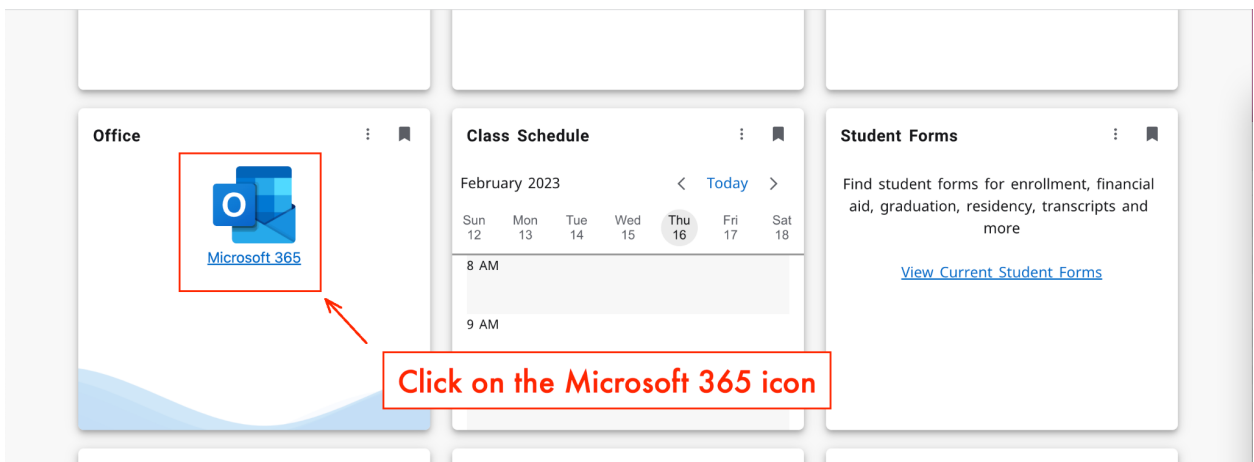 Office
O
Microsoft 365
Class Schedule
February 2023
Today
Sun Mon Tue Wed Thu Fri Sat
12 13 14 15 16 17 18
8 AM
9 AM
Student Forms
Find student forms for enrollment, financial
aid, graduation, residency, transcripts and
more
View Current Student Forms
Click on the Microsoft 365 icon